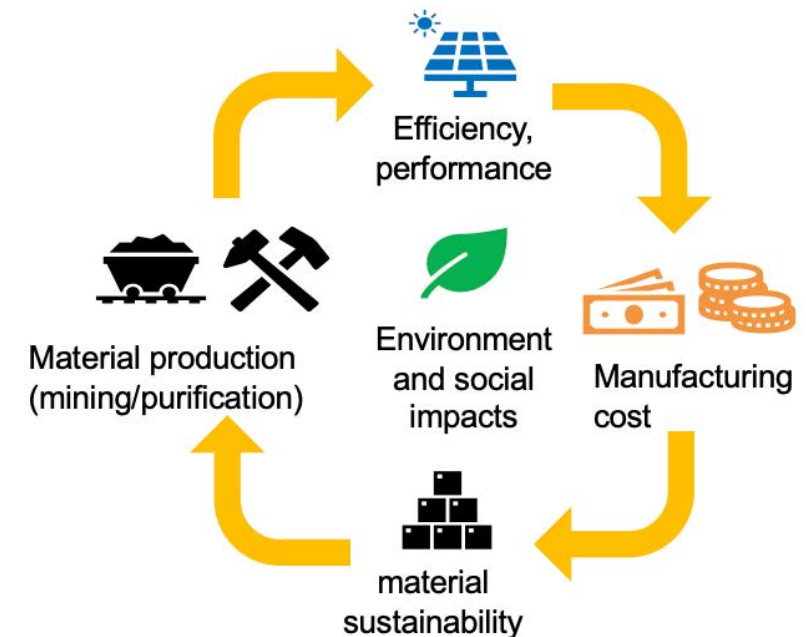 Efficiency,
performance
Material production
(mining/purification)
Environment
and social
impacts
Manufacturing
cost
material
sustainability